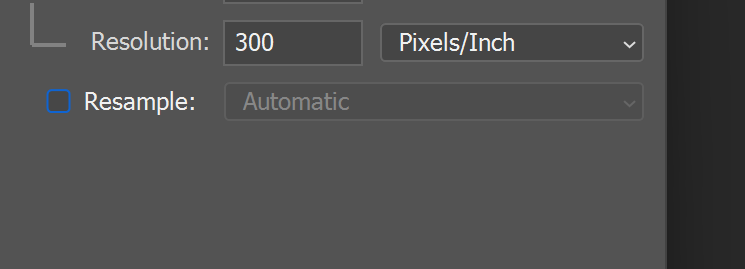 Resolution: 300 Pixels/Inch
Resample: Automatic